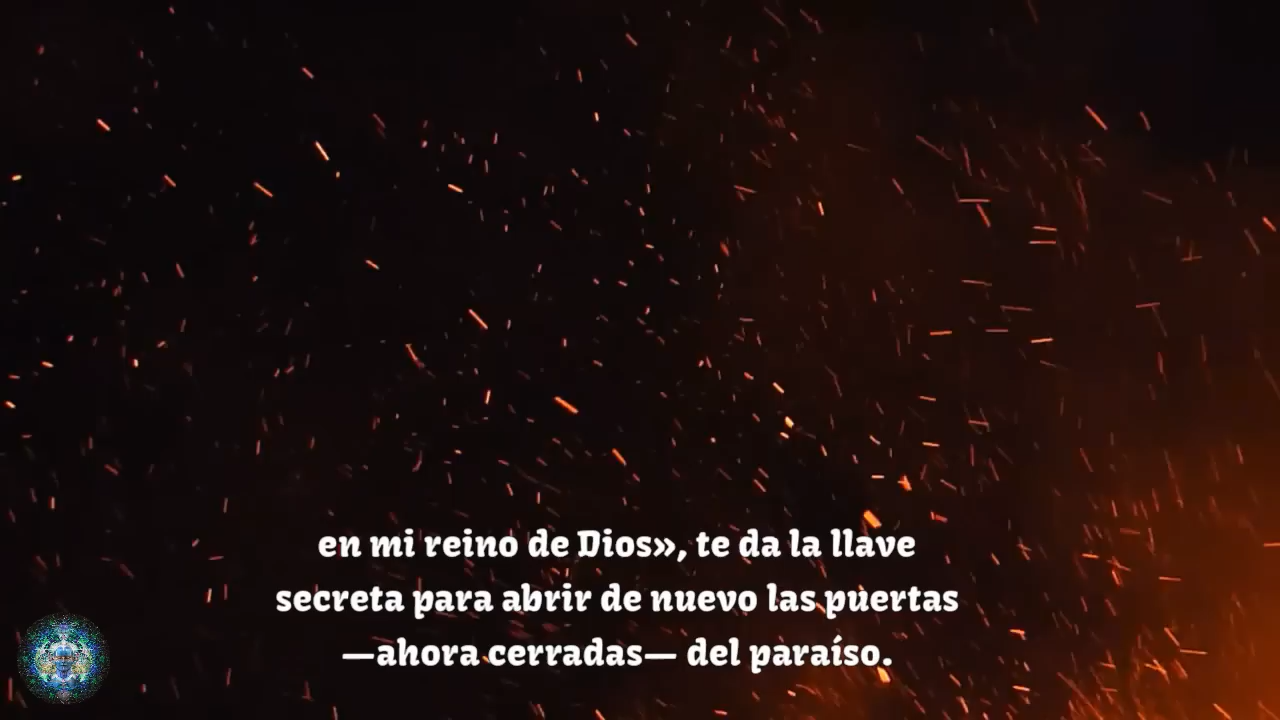 en mi reino de Dios», te da la llave
secreta para abrir de nuevo las puertas
—ahora cerradas— del paraíso.